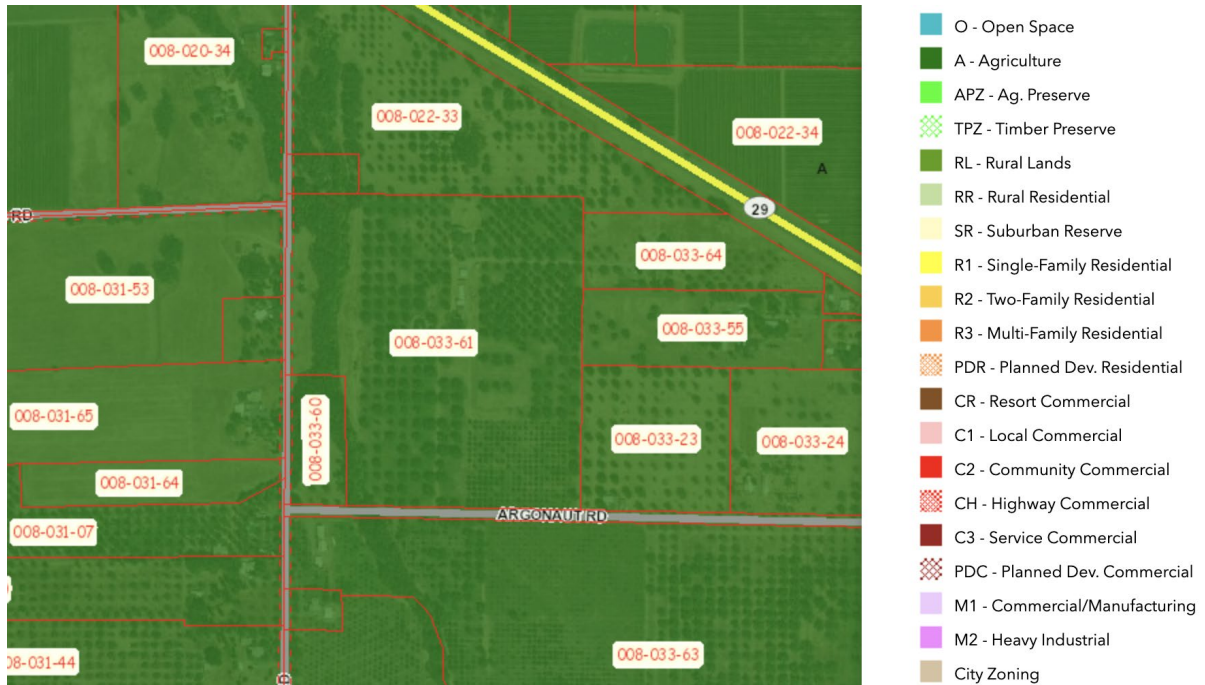 008-020-34
008-022-33
008-022-34
A
RD
29
008-033-64
008-031-53
008-033-55
008-033-61
008-031-65
008-033-60
008-033-23
008-033-24
008-031-64
ARGONAUT RD
008-031-07
008-033-63
08-031-44
O - Open Space
A - Agriculture
APZ - Ag. Preserve
TPZ - Timber Preserve
RL - Rural Lands
RR - Rural Residential
SR - Suburban Reserve
R1 - Single-Family Residential
R2 - Two-Family Residential
R3 - Multi-Family Residential
PDR - Planned Dev. Residential
CR - Resort Commercial
C1 - Local Commercial
C2 - Community Commercial
CH - Highway Commercial
C3 - Service Commercial
PDC - Planned Dev. Commercial
M1 - Commercial/Manufacturing
M2 - Heavy Industrial
City Zoning